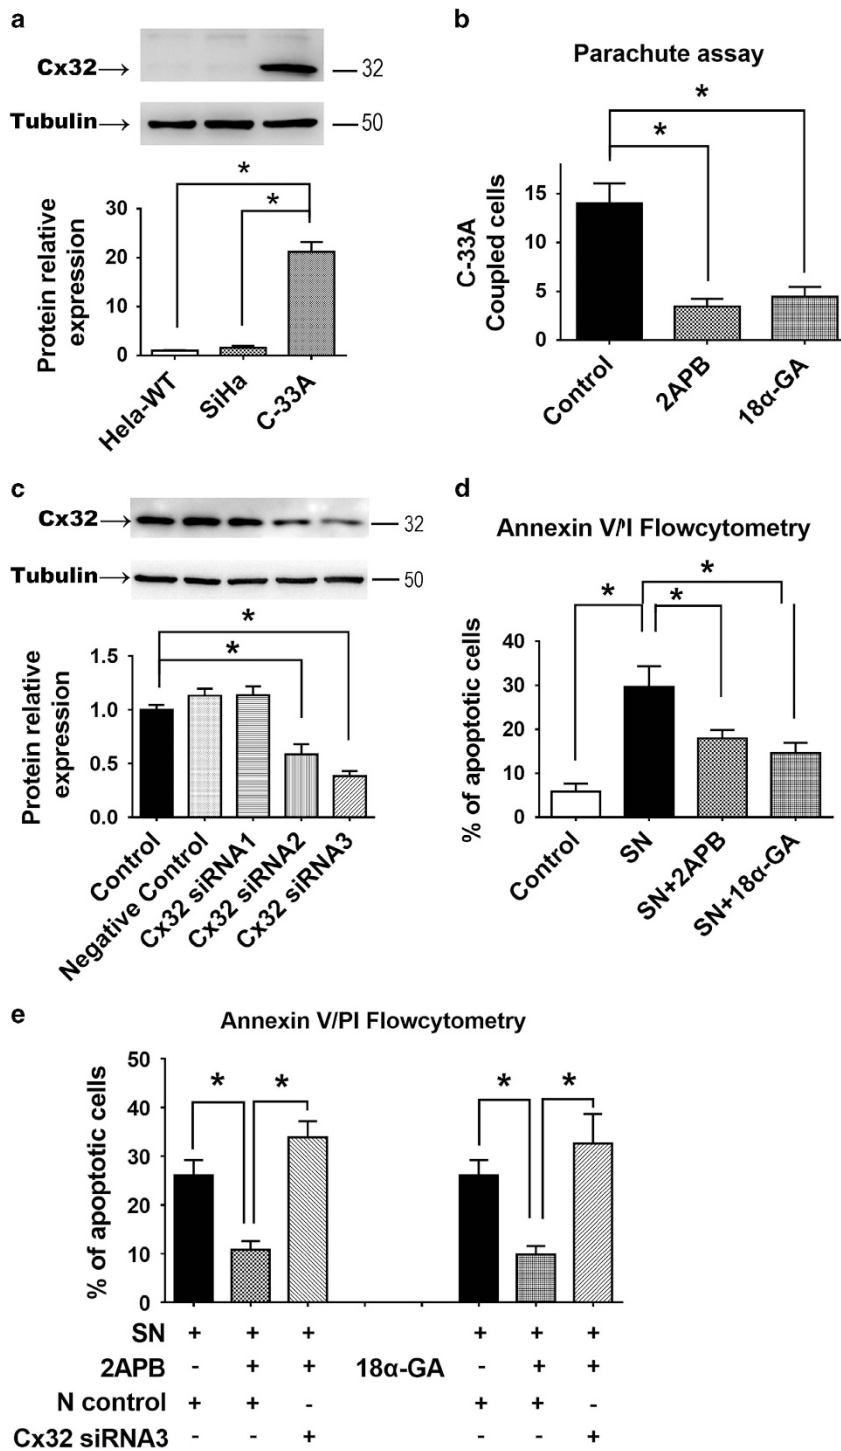 a
Cx32→ 32
Tubulin→ 50
* 
*
Protein relative
expression
30
20
10
0
Hela-WT
SiHa
C-33A
b
Parachute assay
*
*
C-33A
Coupled cells
15
10
5
0
Control
2APB
18α-GA
c
Cx32→ 32
Tubulin→ 50
*
*
Protein relative
expression
1.5
1.0
0.5
0.0
Control
Negative Control
Cx32 siRNA1
Cx32 siRNA2
Cx32 siRNA3
d
Annexin V/PI Flowcytometry
*
* *
% of apoptotic cells
40
30
20
10
0
Control
SN
SN+2APB
SN+18α-GA
e
Annexin V/PI Flowcytometry
* * * *
% of apoptotic cells
50
40
30
20
10
0
SN + + + + + +
2APB - + + 18α-GA - + +
N control + + - + + -
Cx32 siRNA3 + +